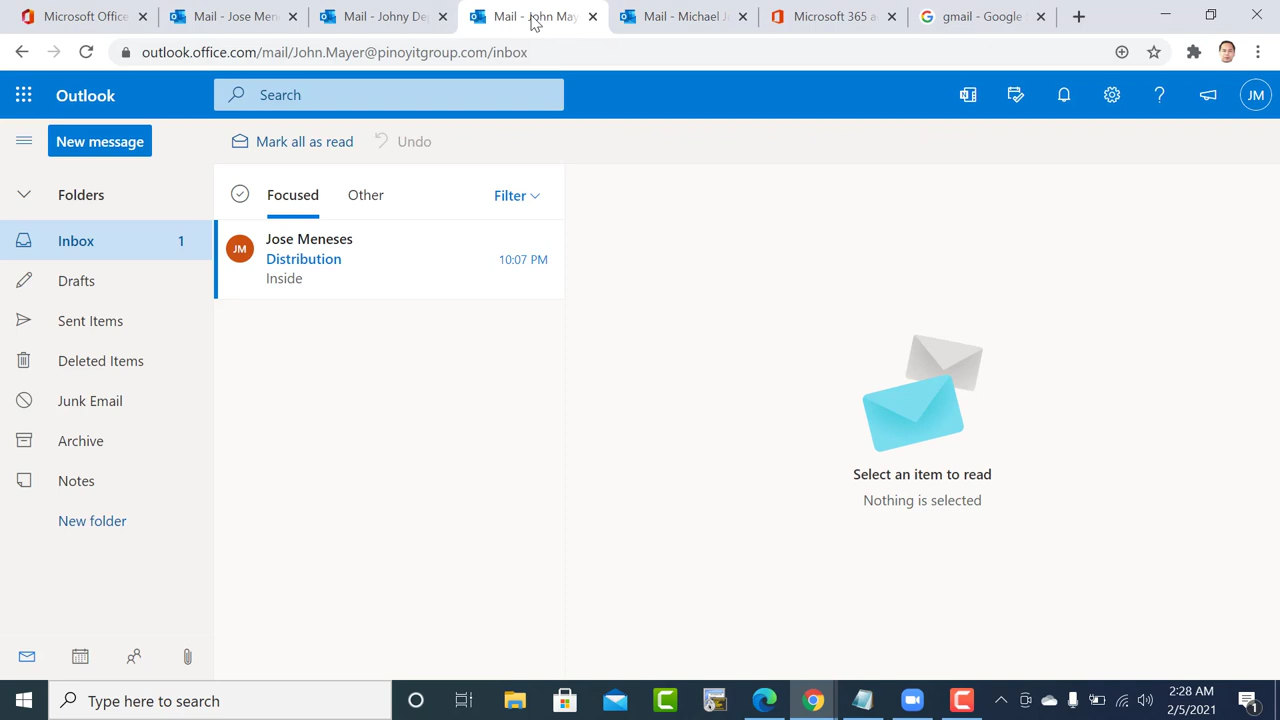 Microsoft Office
Mail - Jose Men
Mail - Johny De
Mail - John May
Mail - Michael J
Microsoft 365 a
gmail - Google
outlook.office.com/mail/John.Mayer@pinoyitgroup.com/inbox
Outlook
Search
JM
New message
Mark all as read
Undo
Folders
Focused
Other
Filter
Inbox 1
JM
Jose Meneses
Distribution
10:07 PM
Inside
Drafts
Sent Items
Deleted Items
Junk Email
Archive
Notes
New folder
Select an item to read
Nothing is selected
Type here to search
2:28 AM
2/5/2021
1